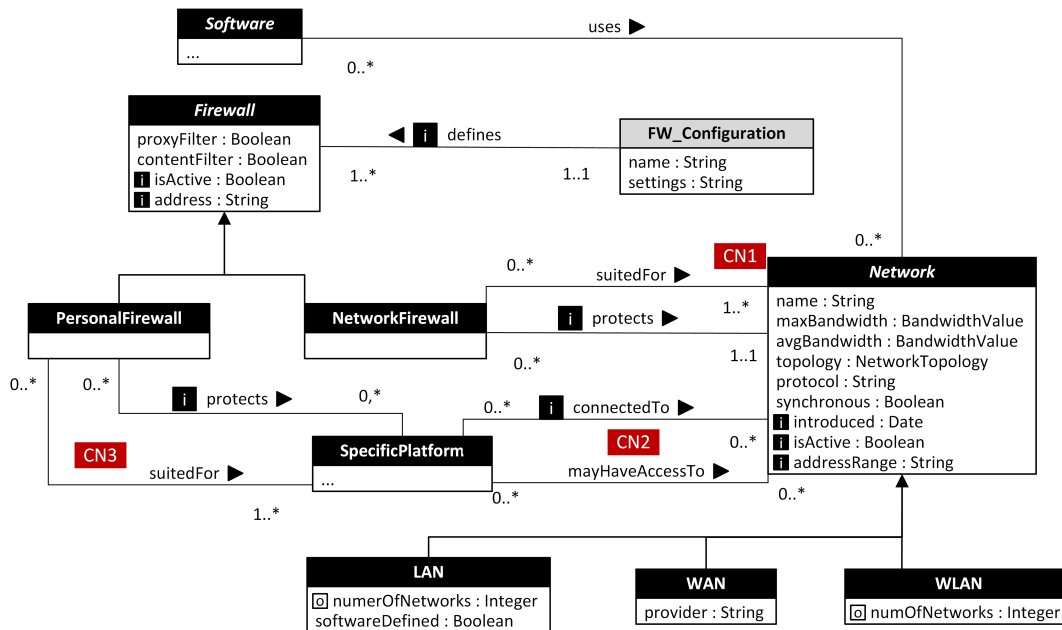 Software
...
uses ▶
0..*
Firewall
proxyFilter : Boolean
contentFilter : Boolean
i isActive : Boolean
i address : String
◀ i defines
1..*
1..1
FW_Configuration
name : String
settings : String
0..*
CN1
0..*
suitedFor ▶
1..*
Network
name : String
maxBandwidth : BandwidthValue
avgBandwidth : BandwidthValue
topology : NetworkTopology
protocol : String
synchronous : Boolean
i introduced : Date
i isActive : Boolean
i addressRange : String
PersonalFirewall
NetworkFirewall
i protects ▶
0..*
1..1
0..*
0..*
i protects ▶
0,*
0..*
i connectedTo ▶
0..*
CN3
CN2
suitedFor ▶
1..*
SpecificPlatform
...
mayHaveAccessTo ▶
0..*
0..*
LAN
o numerOfNetworks : Integer
softwareDefined : Boolean
WAN
provider : String
WLAN
o numOfNetworks : Integer